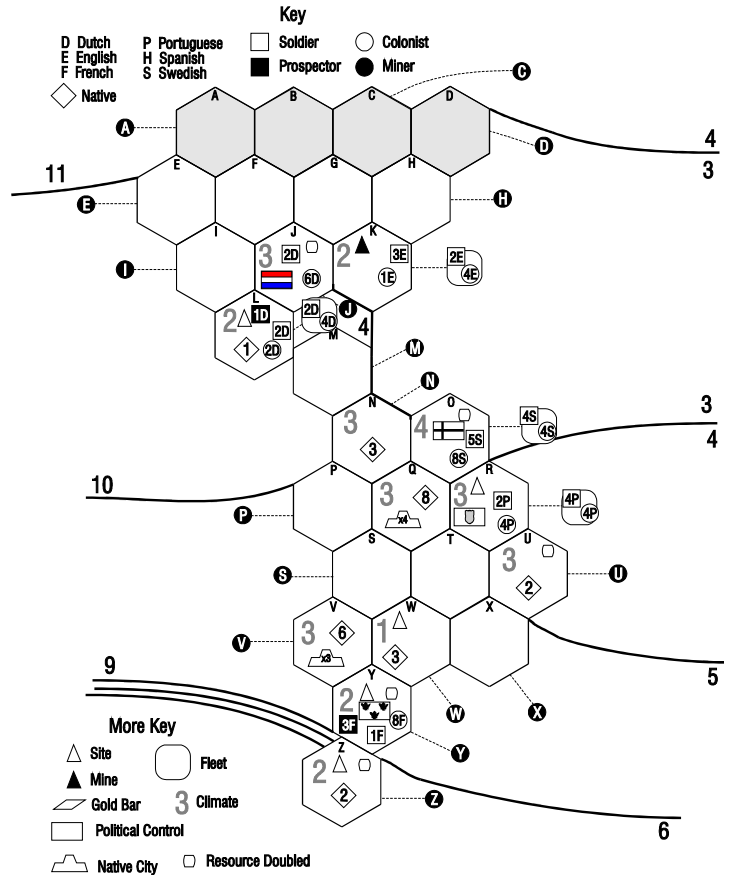 Key
D Dutch P Portuguese Soldier Colonist
E English H Spanish
F French S Swedish Prospector Miner
Native
C
A B C D
A
D
4
3
E F G H
11
E
H
I J K
3 2D 2 3E 2E
I
6D 1E 4E
L
2 1D 2D 4D J 4
2D M
1 2D
M
N
N O
3
4
3 4 4S 4S
5S
3 8S
P Q R
10
3 8 3 2P 4P
x4 4P 4P
P
S T U
3
S
2
U
V W X
3 6 1
V
x3 3
9
Y
2
W
X
3F 8F
1F
Y
5
More Key
Z
2
Site
Fleet
Mine
2
Gold Bar 3 Climate
Z
Political Control
6
Native City Resource Doubled